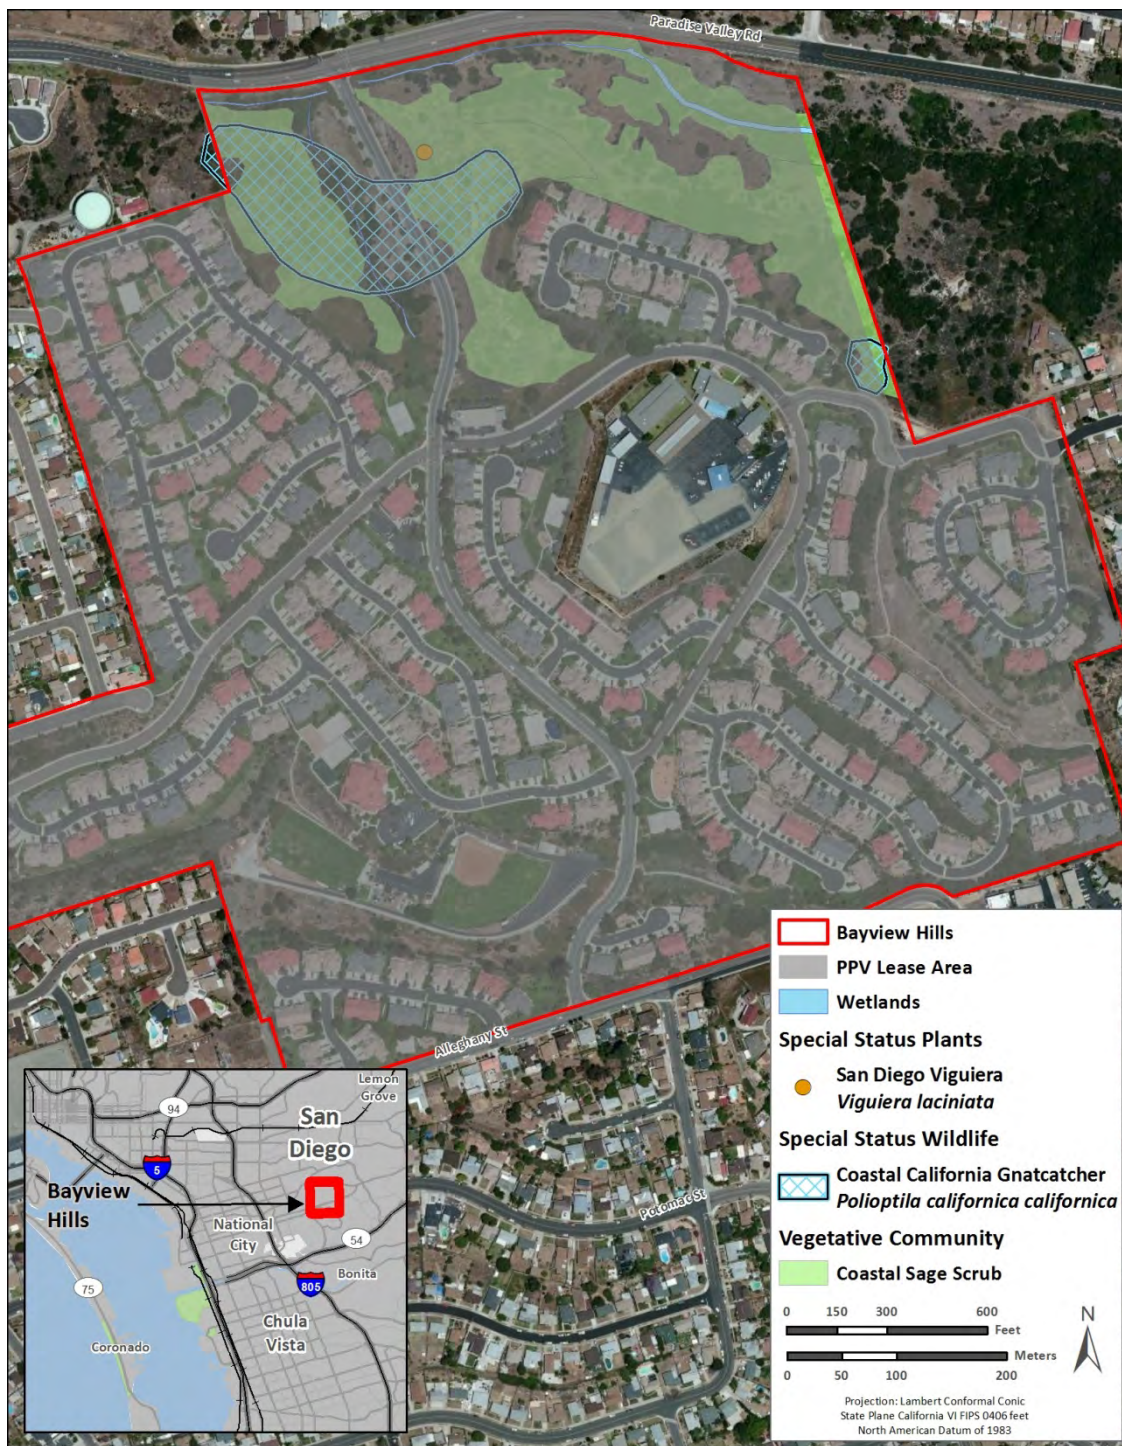 Paradise Valley Rd
Bayview Hills
PPV Lease Area
Wetlands
Special Status Plants
San Diego Viguiera
Viguiera laciniata
Special Status Wildlife
Coastal California Gnatcatcher
Polioptila californica californica
Vegetative Community
Coastal Sage Scrub
0 150 300 600
Feet
Meters
0 50 100 200
N
Projection: Lambert Conformal Conic
State Plane California VI FIPS 0406 feet
North American Datum of 1983
Alleghany St
Potomac St
Lemon
Grove
94
San
Diego
5
Bayview
Hills
National
City
54
Bonita
805
75
Chula
Vista
Coronado